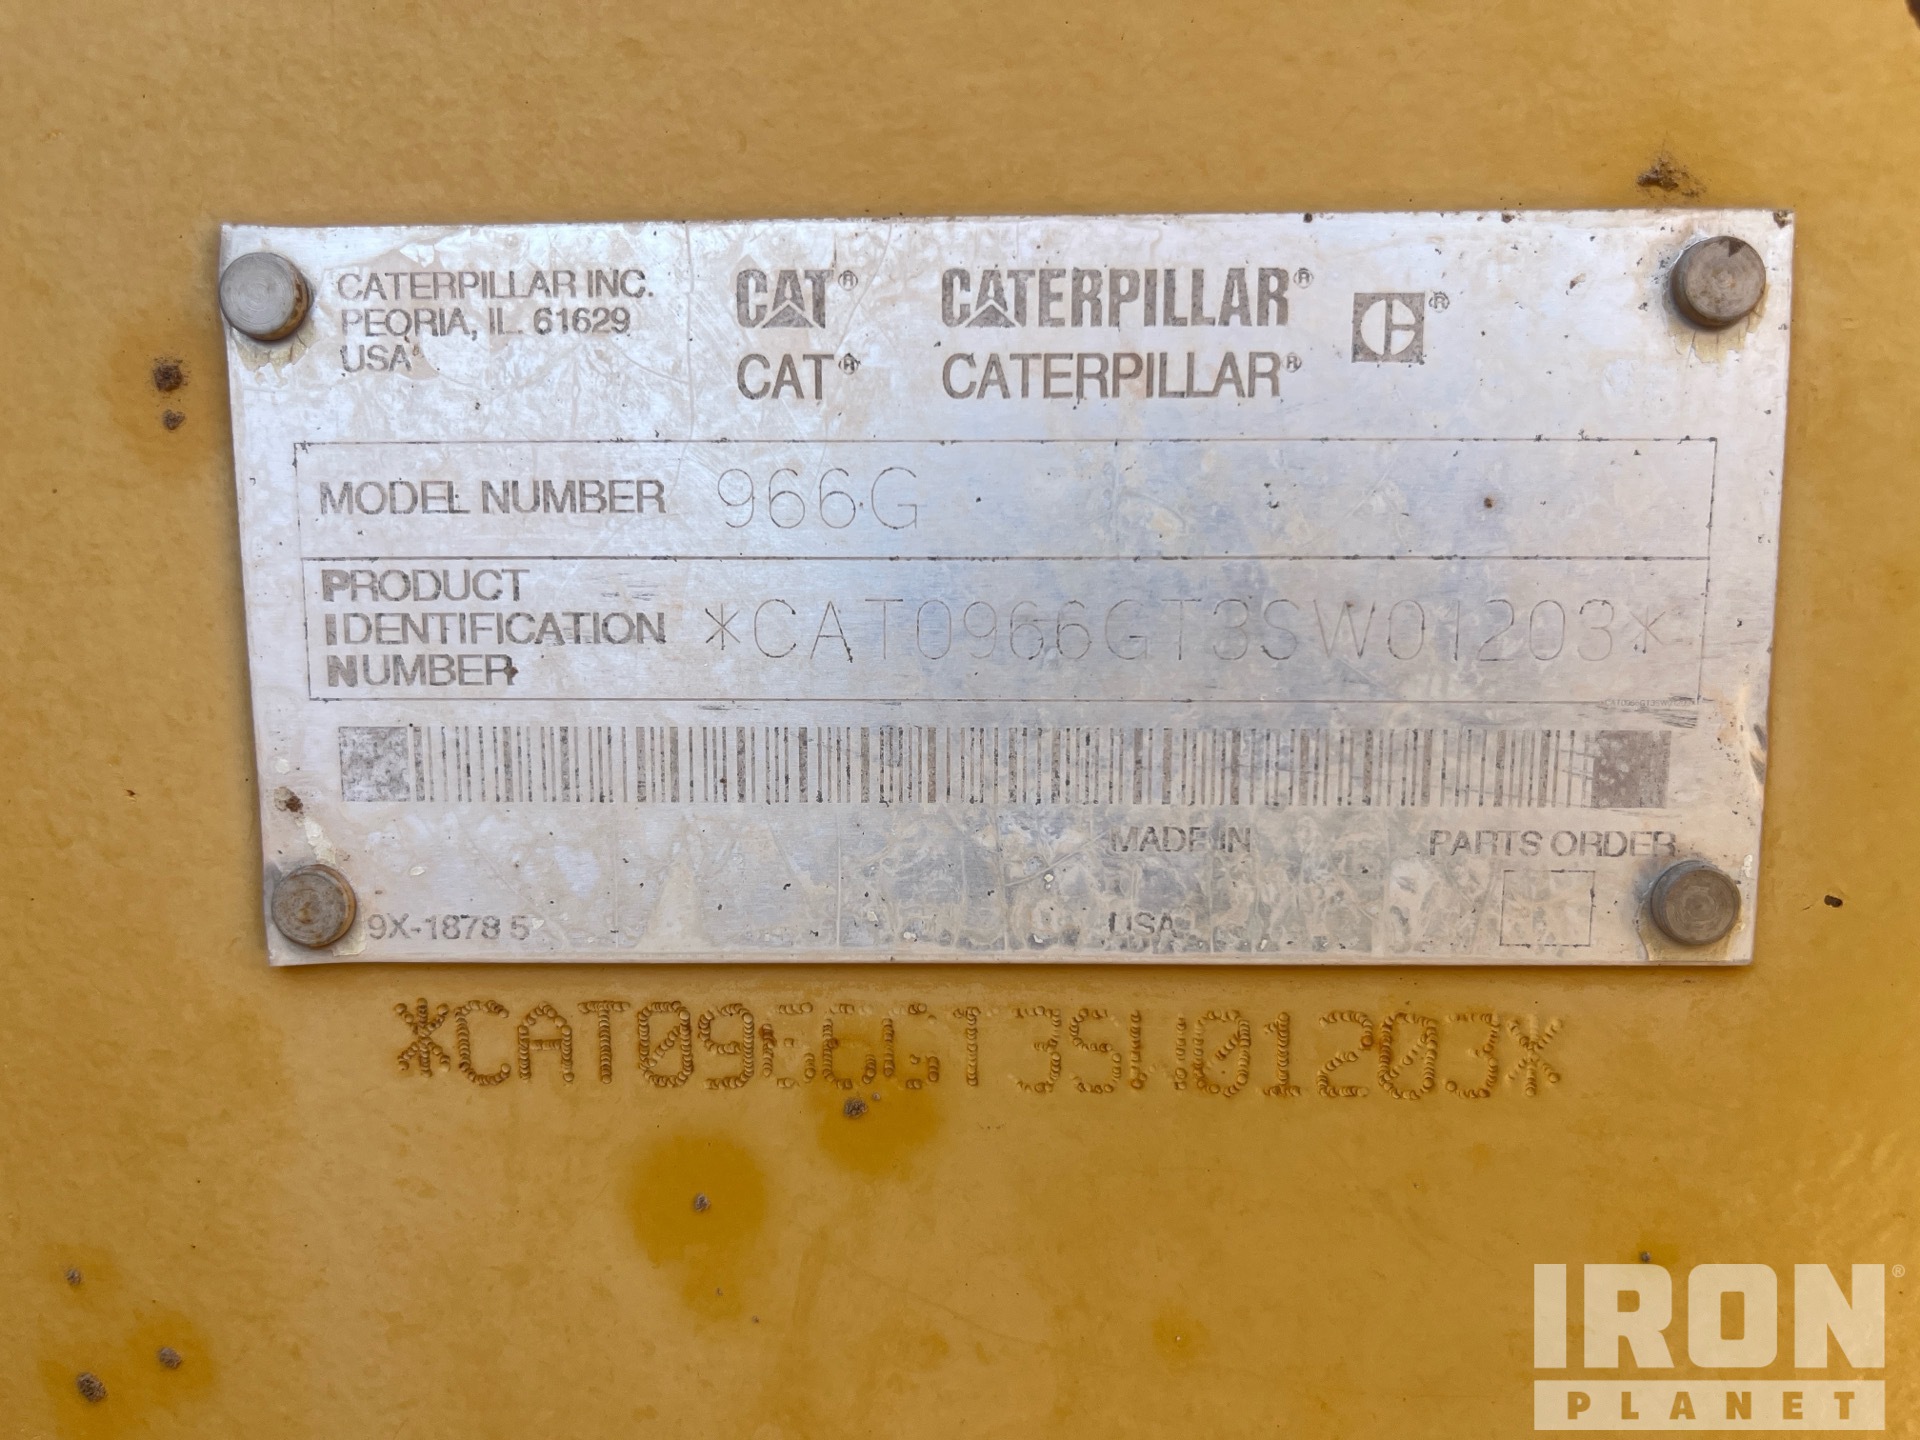 CATERPILLAR INC.
PEORIA, IL. 61629
USA
CAT® CATERPILLAR® ®
CAT® CATERPILLAR®
MODEL NUMBER 966G
PRODUCT
IDENTIFICATION
NUMBER
*CAT0966GT3SW01203*
MADE IN
USA
PARTS ORDER
9X-1878 5
*CAT0966GT3SW01203*
IRON®
PLANET